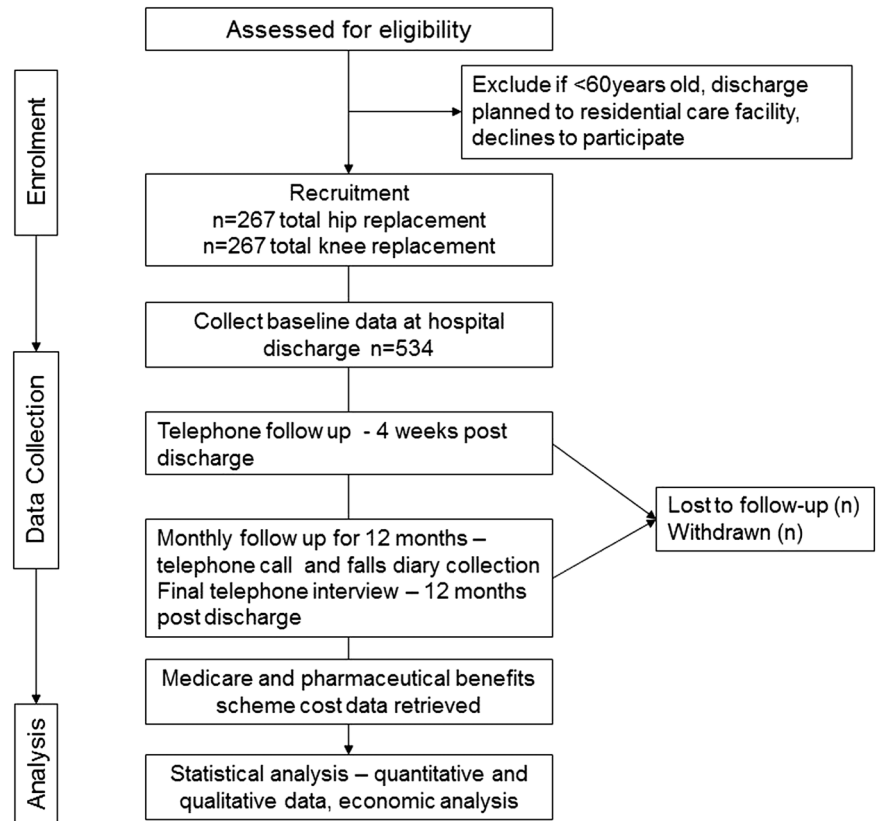 Assessed for eligibility
Exclude if <60years old, discharge
planned to residential care facility,
declines to participate
Enrolment
Recruitment
n=267 total hip replacement
n=267 total knee replacement
Collect baseline data at hospital
discharge n=534
Data Collection
Telephone follow up - 4 weeks post
discharge
Lost to follow-up (n)
Withdrawn (n)
Monthly follow up for 12 months –
telephone call and falls diary collection
Final telephone interview – 12 months
post discharge
Medicare and pharmaceutical benefits
scheme cost data retrieved
Analysis
Statistical analysis – quantitative and
qualitative data, economic analysis